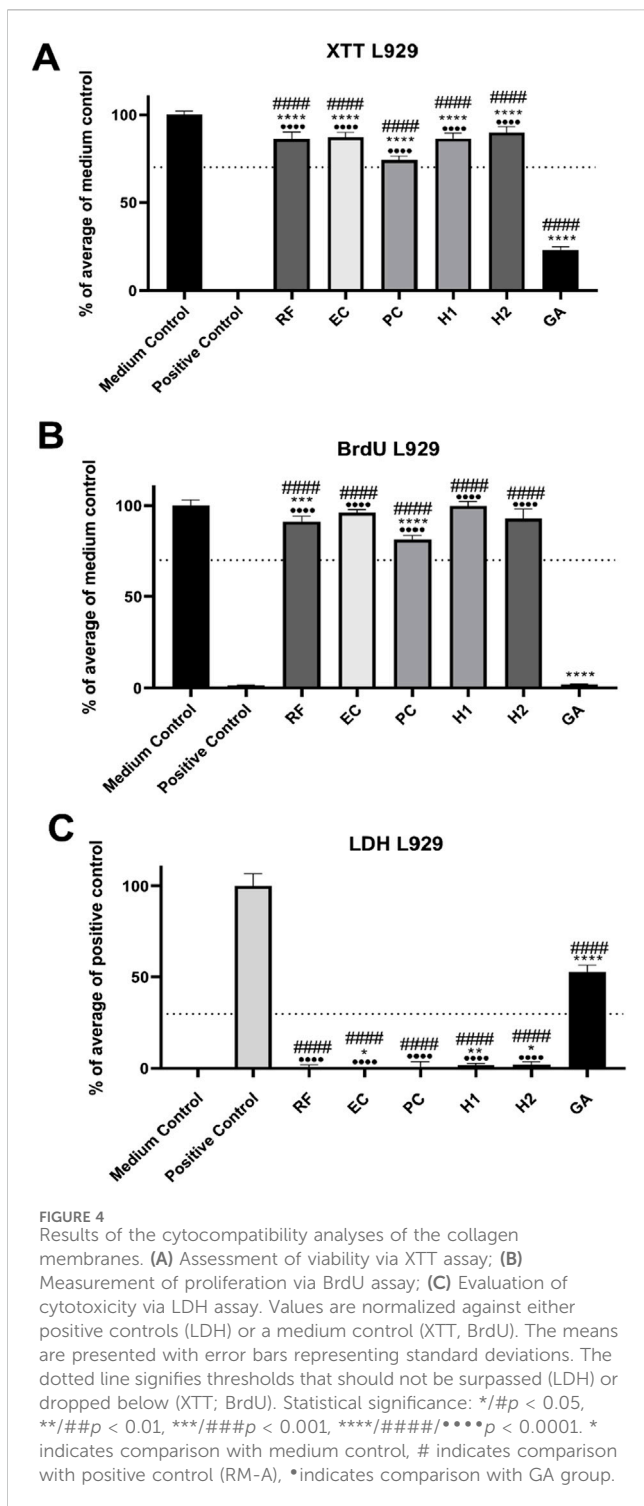 A
XTT L929
% of average of medium control
100
50
0
####
****
••••
####
****
••••
####
****
••••
####
****
••••
####
****
••••
####
****
Medium Control
Positive Control
RF
EC
PC
H1
H2
GA
B
BrdU L929
% of average of medium control
100
50
0
####
***
••••
####
••••
####
****
••••
####
••••
####
••••
****
Medium Control
Positive Control
RF
EC
PC
H1
H2
GA
C
LDH L929
% of average of positive control
100
50
0
####
••••
####
*
••••
####
••••
####
**
••••
####
*
••••
####
****
Medium Control
Positive Control
RF
EC
PC
H1
H2
GA
FIGURE 4
Results of the cytocompatibility analyses of the collagen
membranes. (A) Assessment of viability via XTT assay; (B)
Measurement of proliferation via BrdU assay; (C) Evaluation of
cytotoxicity via LDH assay. Values are normalized against either
positive controls (LDH) or a medium control (XTT, BrdU). The means
are presented with error bars representing standard deviations. The
dotted line signifies thresholds that should not be surpassed (LDH) or
dropped below (XTT; BrdU). Statistical significance: */#p < 0.05,
**/##p < 0.01, ***/###p < 0.001, ****/####/••••p < 0.0001. *
indicates comparison with medium control, # indicates comparison
with positive control (RM-A), •indicates comparison with GA group.